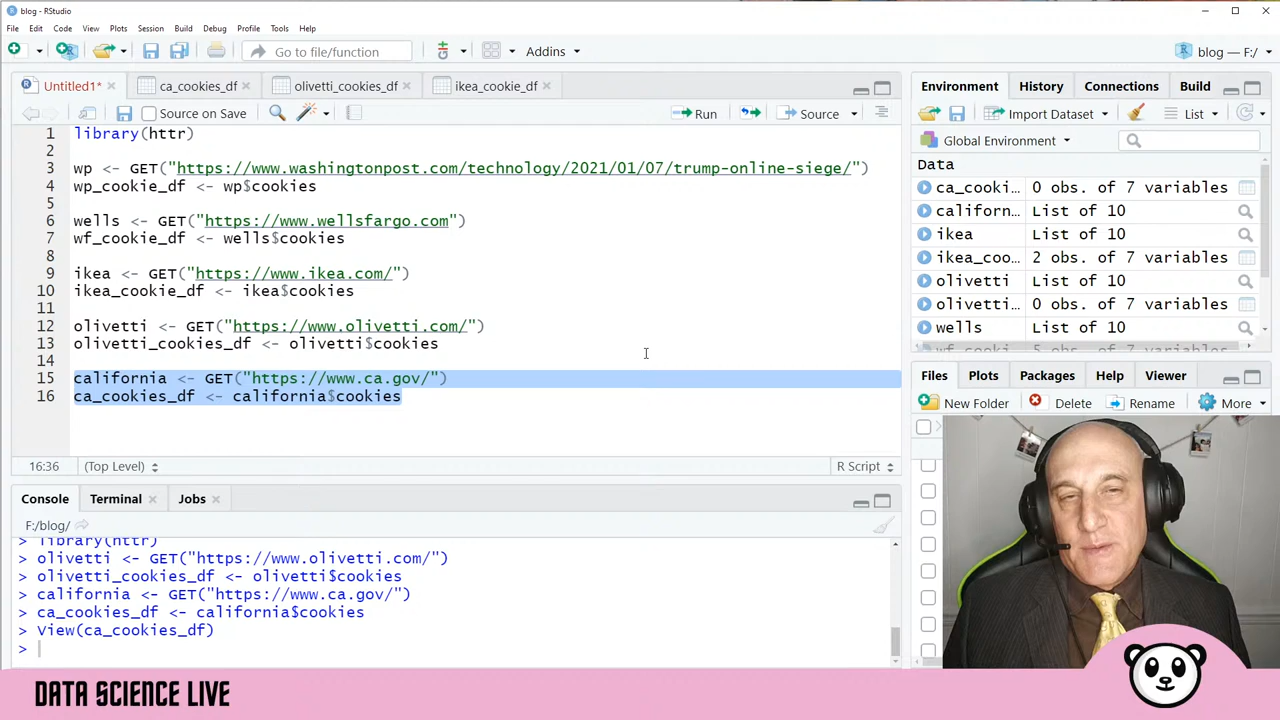 blog - RStudio
File Edit Code View Plots Session Build Debug Profile Tools Help
Go to file/function Addins blog — F:/
Untitled1* ca_cookies_df olivetti_cookies_df ikea_cookie_df
Source on Save Run Source
1 library(httr)
2
3 wp <- GET("https://www.washingtonpost.com/technology/2021/01/07/trump-online-siege/")
4 wp_cookie_df <- wp$cookies
5
6 wells <- GET("https://www.wellsfargo.com")
7 wf_cookie_df <- wells$cookies
8
9 ikea <- GET("https://www.ikea.com/")
10 ikea_cookie_df <- ikea$cookies
11
12 olivetti <- GET("https://www.olivetti.com/")
13 olivetti_cookies_df <- olivetti$cookies
14
15 california <- GET("https://www.ca.gov/")
16 ca_cookies_df <- california$cookies
16:36 (Top Level) R Script
Console Terminal Jobs
F:/blog/
> library(httr)
> olivetti <- GET("https://www.olivetti.com/")
> olivetti_cookies_df <- olivetti$cookies
> california <- GET("https://www.ca.gov/")
> ca_cookies_df <- california$cookies
> View(ca_cookies_df)
>
Environment History Connections Build
Import Dataset List
Global Environment
Data
ca_cooki… 0 obs. of 7 variables
californ… List of 10
ikea List of 10
ikea_coo… 2 obs. of 7 variables
olivetti List of 10
olivetti… 0 obs. of 7 variables
wells List of 10
wf_cooki… 5 obs. of 7 variables
Files Plots Packages Help Viewer
New Folder Delete Rename More
DATA SCIENCE LIVE